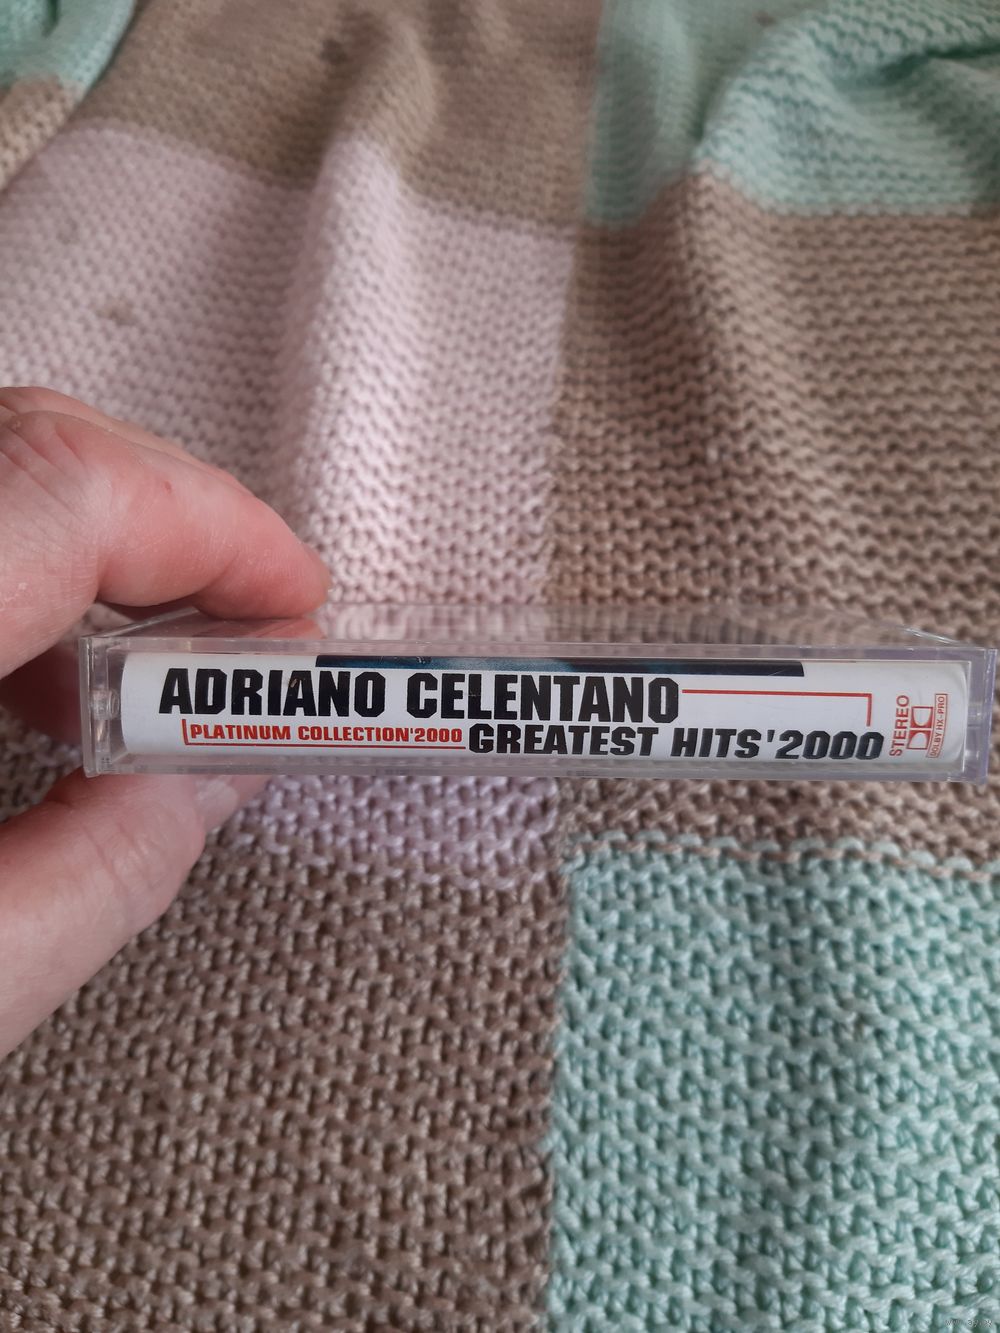 ADRIANO CELENTANO
PLATINUM COLLECTION'2000
GREATEST HITS'2000
STEREO
DOLBY HX-PRO